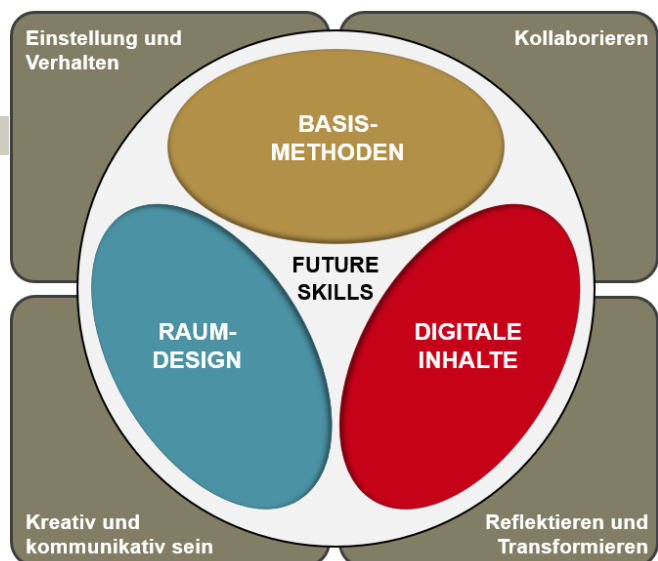 Einstellung und
Verhalten
Kollaborieren
BASIS-
METHODEN
FUTURE
SKILLS
RAUM-
DESIGN
DIGITALE
INHALTE
Kreativ und
kommunikativ sein
Reflektieren und
Transformieren